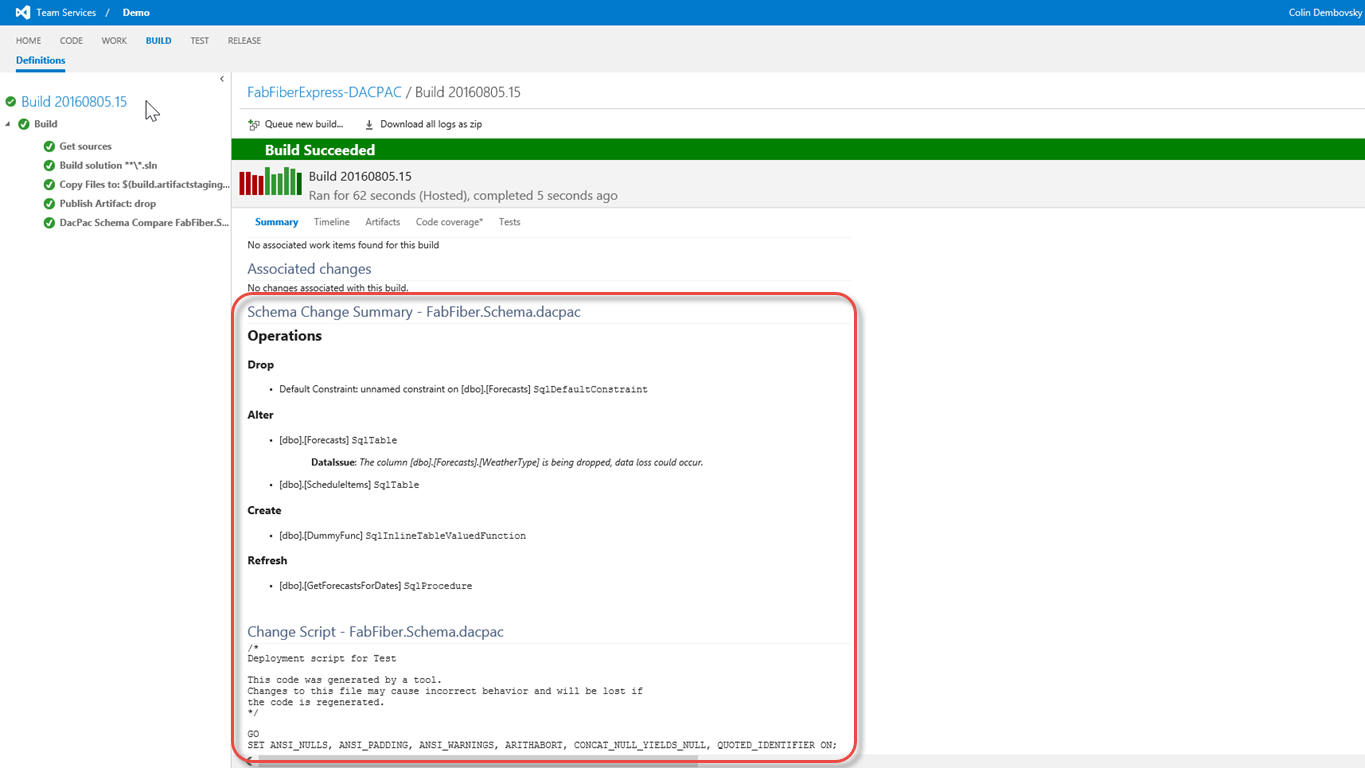 Team Services / Demo
Colin Dembovsky
HOME CODE WORK BUILD TEST RELEASE
Definitions
Build 20160805.15
Build
Get sources
Build solution **\*.sln
Copy Files to: $(build.artifactstaging...
Publish Artifact: drop
DacPac Schema Compare FabFiber.S...
FabFiberExpress-DACPAC / Build 20160805.15
Queue new build... Download all logs as zip
Build Succeeded
Build 20160805.15
Ran for 62 seconds (Hosted), completed 5 seconds ago
Summary Timeline Artifacts Code coverage* Tests
No associated work items found for this build
Associated changes
No changes associated with this build.
Schema Change Summary - FabFiber.Schema.dacpac
Operations
Drop
• Default Constraint: unnamed constraint on [dbo].[Forecasts] SqlDefaultConstraint
Alter
• [dbo].[Forecasts] SqlTable
DataIssue: The column [dbo].[Forecasts].[WeatherType] is being dropped, data loss could occur.
• [dbo].[ScheduleItems] SqlTable
Create
• [dbo].[DummyFunc] SqlInlineTableValuedFunction
Refresh
• [dbo].[GetForecastsForDates] SqlProcedure
Change Script - FabFiber.Schema.dacpac
/*
Deployment script for Test
This code was generated by a tool.
Changes to this file may cause incorrect behavior and will be lost if
the code is regenerated.
*/
GO
SET ANSI_NULLS, ANSI_PADDING, ANSI_WARNINGS, ARITHABORT, CONCAT_NULL_YIELDS_NULL, QUOTED_IDENTIFIER ON;